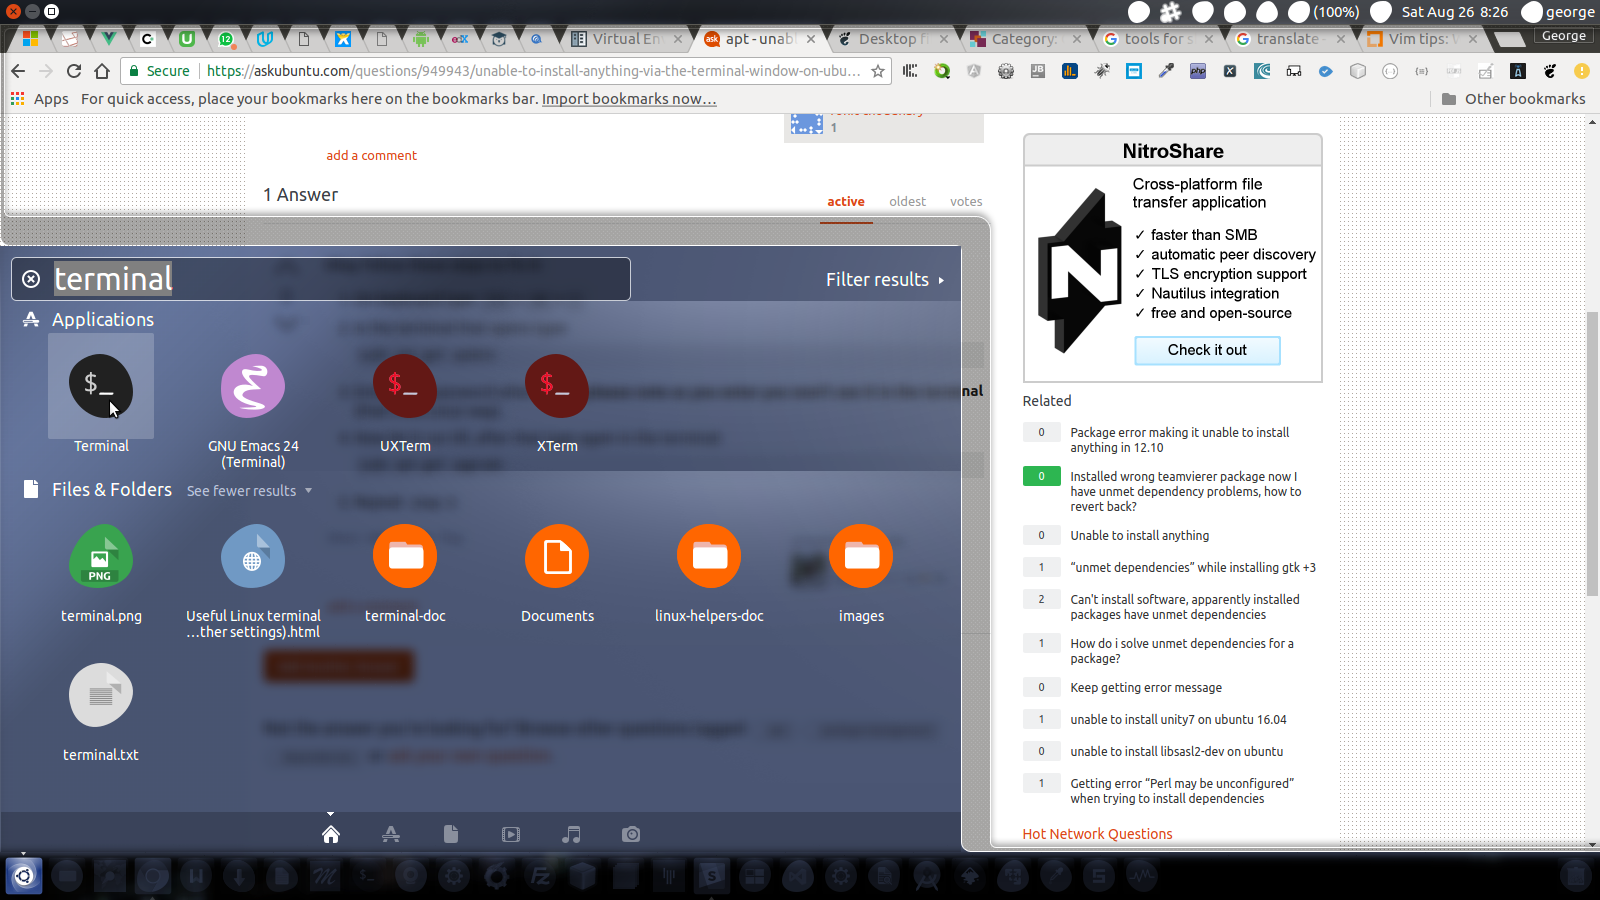 (100%)
Sat Aug 26 8:26
george
Virtual En
apt - unab
Desktop f
Category:
tools for s
translate -
Vim tips: W
George
Secure
https://askubuntu.com/questions/949943/unable-to-install-anything-via-the-terminal-window-on-ubu…
Apps
For quick access, place your bookmarks here on the bookmarks bar. Import bookmarks now…
Other bookmarks
1
add a comment
1 Answer
active
oldest
votes
terminal
Filter results
Applications
Terminal
GNU Emacs 24
(Terminal)
UXTerm
XTerm
Files & Folders
See fewer results
PNG
terminal.png
Useful Linux terminal
…ther settings).html
terminal-doc
Documents
linux-helpers-doc
images
terminal.txt
nal
NitroShare
Cross-platform file
transfer application
✓ faster than SMB
✓ automatic peer discovery
✓ TLS encryption support
✓ Nautilus integration
✓ free and open-source
Check it out
Related
0 Package error making it unable to install
anything in 12.10
0 Installed wrong teamvierer package now I
have unmet dependency problems, how to
revert back?
0 Unable to install anything
1 “unmet dependencies” while installing gtk +3
2 Can't install software, apparently installed
packages have unmet dependencies
1 How do i solve unmet dependencies for a
package?
0 Keep getting error message
1 unable to install unity7 on ubuntu 16.04
0 unable to install libsasl2-dev on ubuntu
1 Getting error “Perl may be unconfigured”
when trying to install dependencies
Hot Network Questions